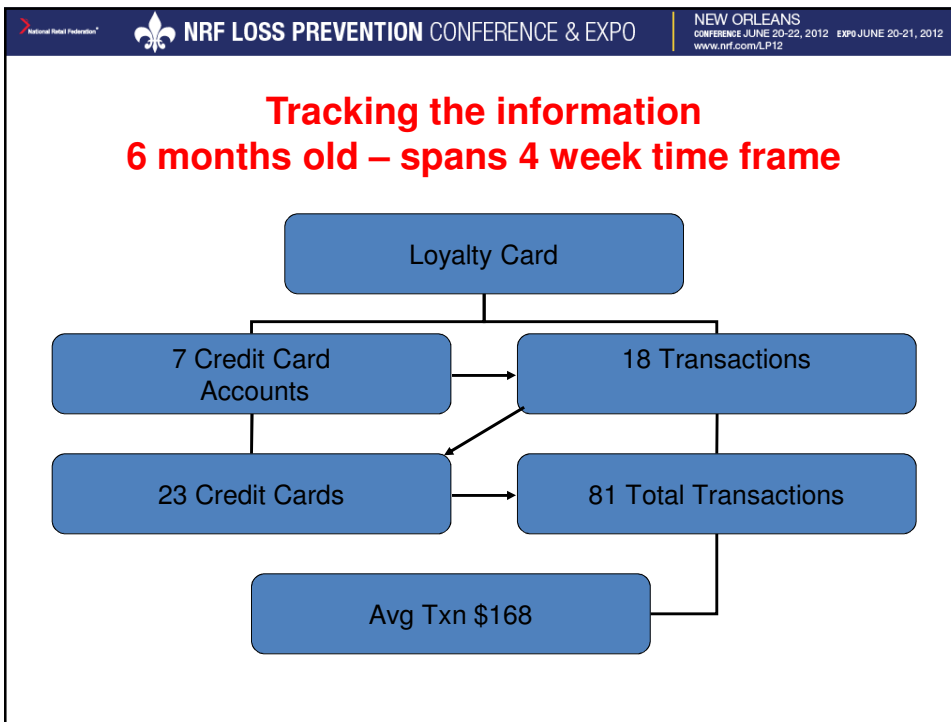 National Retail Federation®
NRF LOSS PREVENTION CONFERENCE & EXPO
NEW ORLEANS
CONFERENCE JUNE 20-22, 2012 EXPO JUNE 20-21, 2012
www.nrf.com/LP12
Tracking the information
6 months old – spans 4 week time frame
Loyalty Card
7 Credit Card
Accounts
18 Transactions
23 Credit Cards
81 Total Transactions
Avg Txn $168